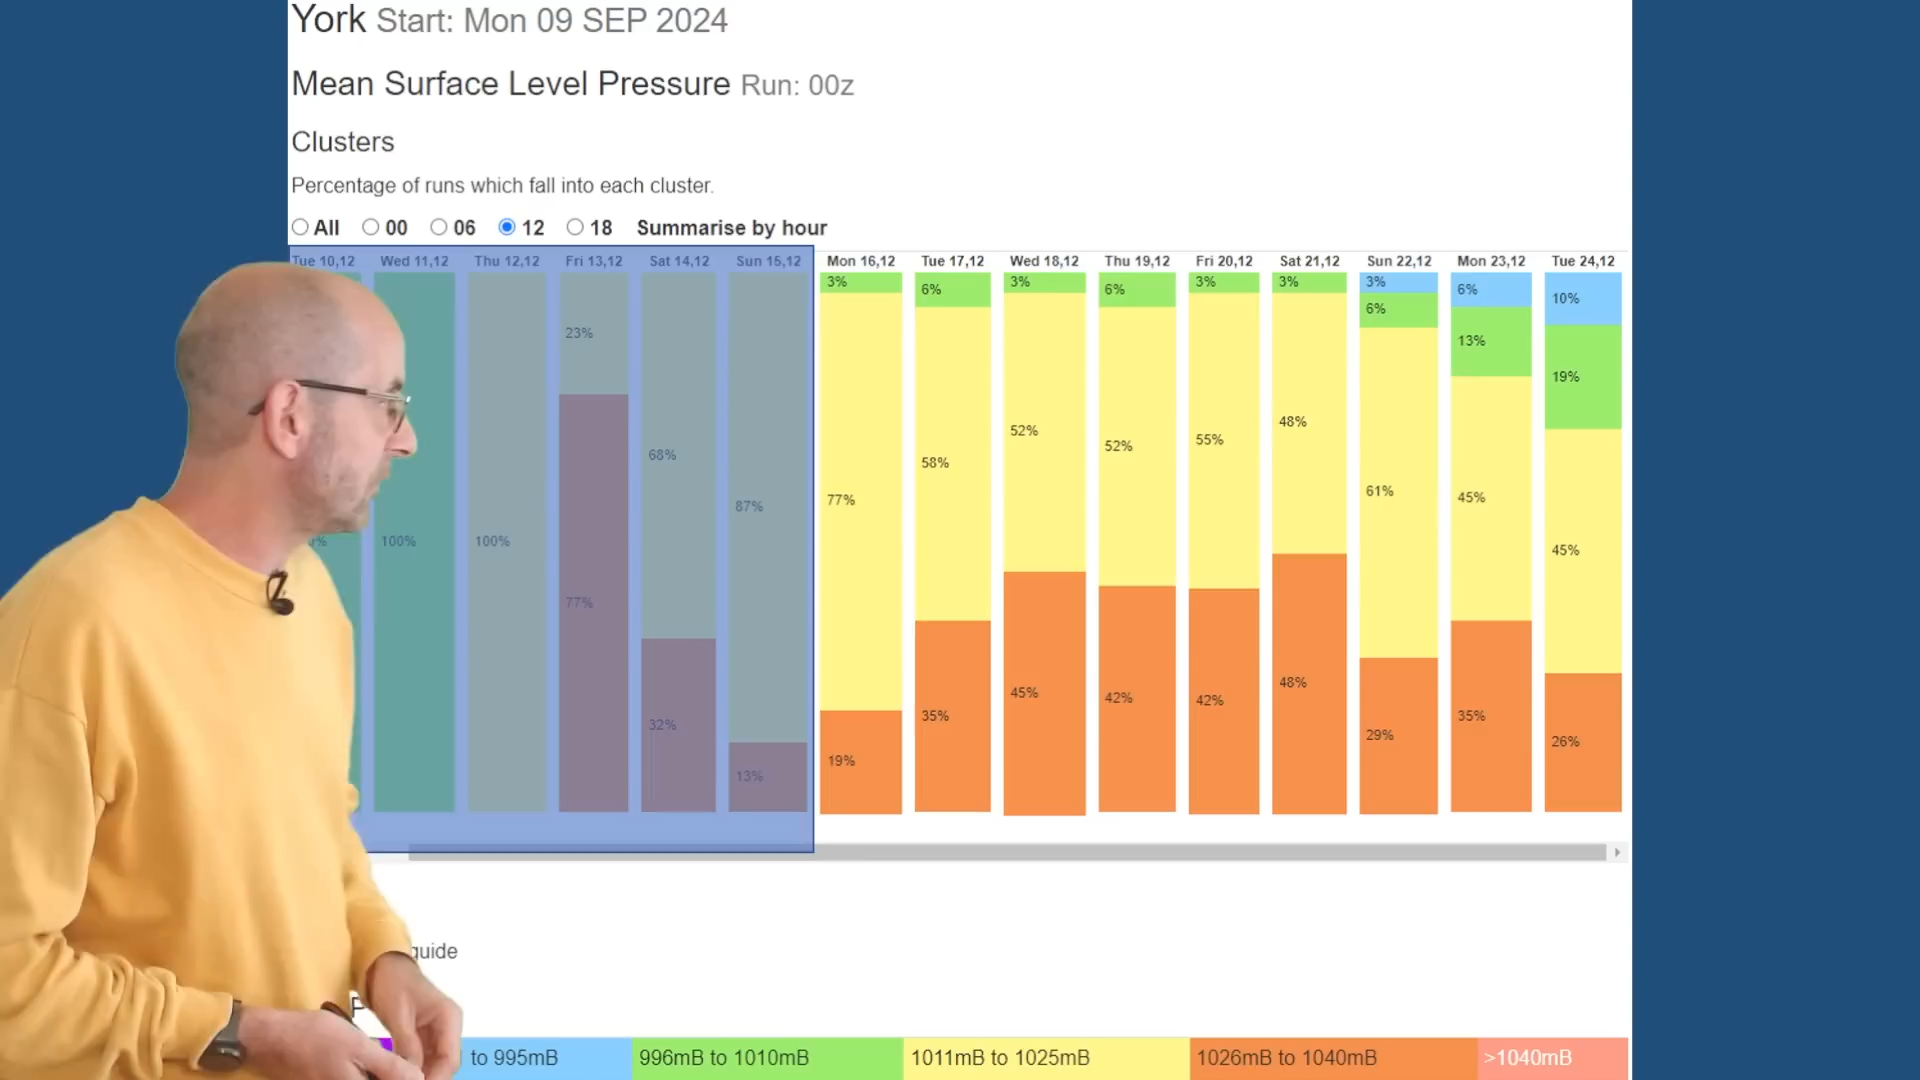 York Start: Mon 09 SEP 2024
Mean Surface Level Pressure Run: 00z
Clusters
Percentage of runs which fall into each cluster.
All 00 06 12 18 Summarise by hour
Tue 10,12 Wed 11,12 Thu 12,12 Fri 13,12 Sat 14,12 Sun 15,12 Mon 16,12 Tue 17,12 Wed 18,12 Thu 19,12 Fri 20,12 Sat 21,12 Sun 22,12 Mon 23,12 Tue 24,12
3% 6% 3% 6% 3% 3% 3% 6% 10%
23% 6% 13% 19%
68% 87% 77% 58% 52% 52% 55% 48% 61% 45% 45%
100% 100%
77% 32% 13% 19% 35% 45% 42% 42% 48% 29% 35% 26%
guide
to 995mB 996mB to 1010mB 1011mB to 1025mB 1026mB to 1040mB >1040mB